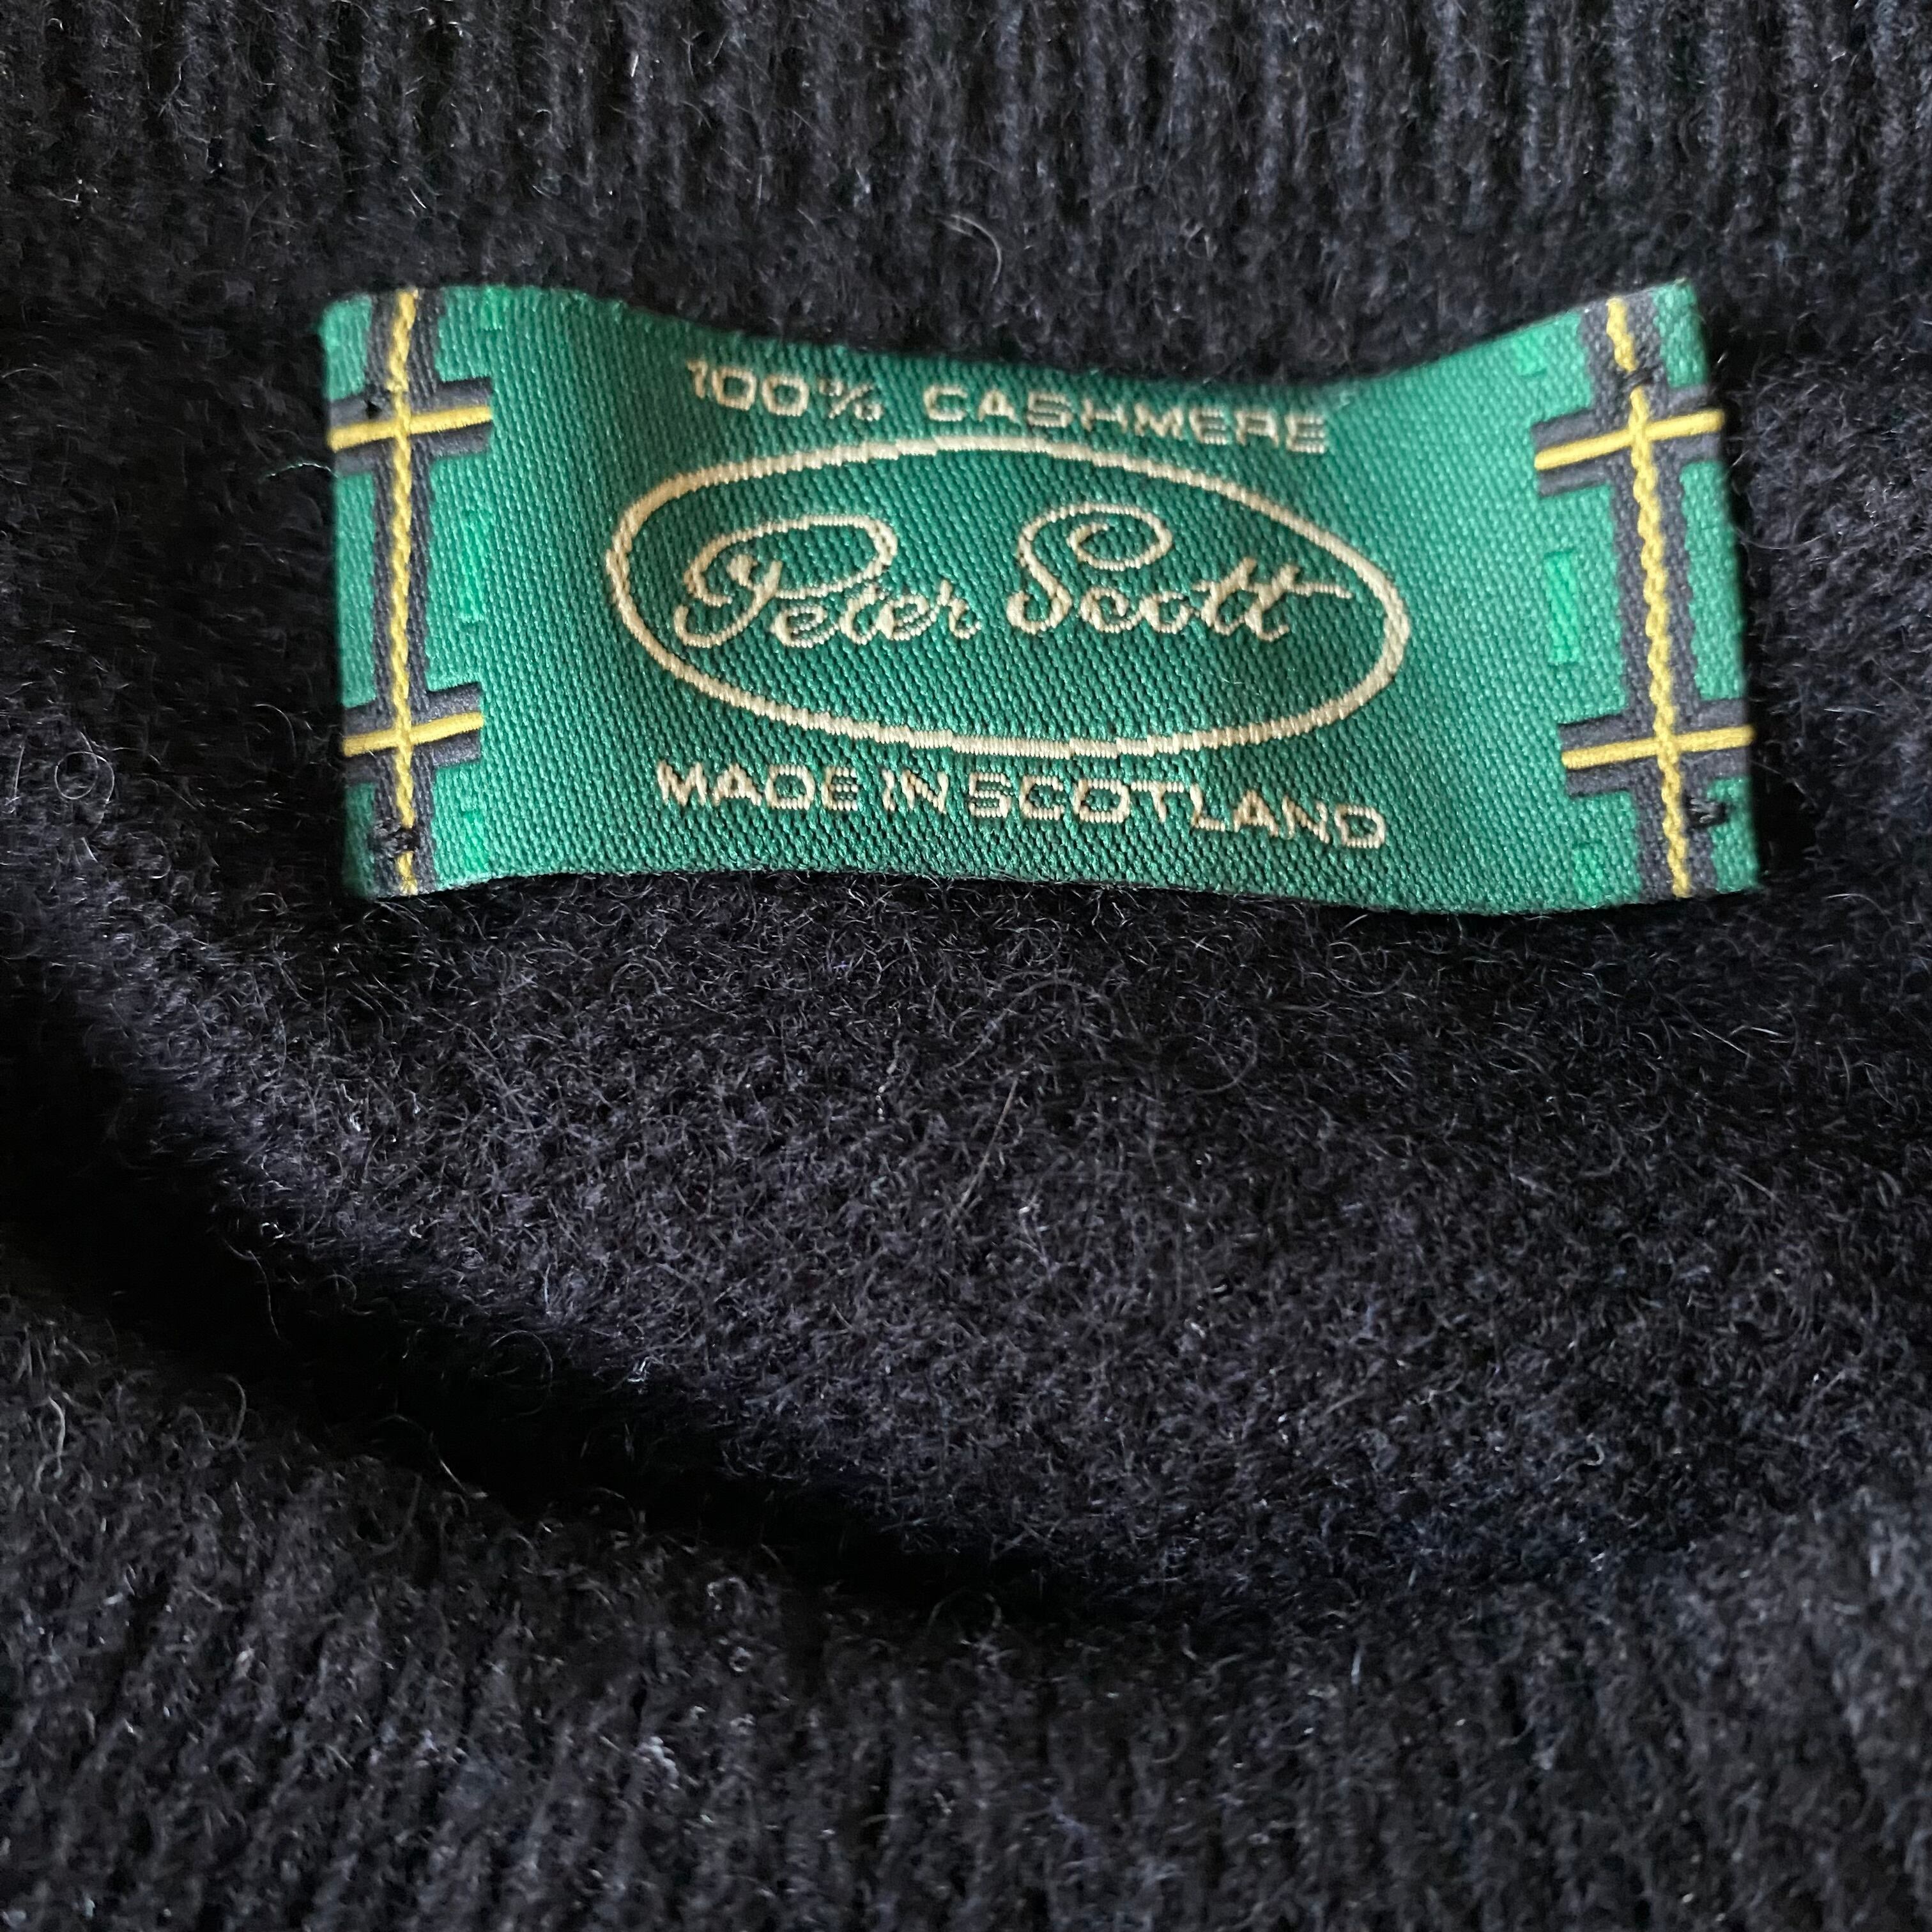 100% CASHMERE
Peter Scott
MADE IN SCOTLAND